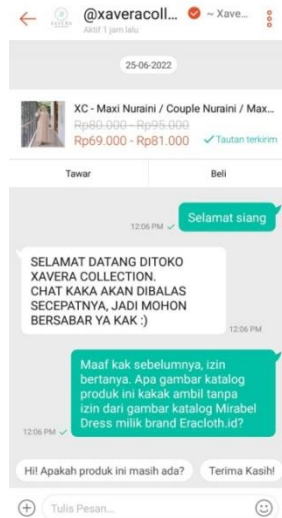 @xaveracoll... ~ Xave...
Aktif 1 jam lalu
25-06-2022
XC - Maxi Nuraini / Couple Nuraini / Max...
Rp80.000 - Rp95.000
Rp69.000 - Rp81.000 Tautan terkirim
Tawar Beli
Selamat siang
12:06 PM
SELAMAT DATANG DITOKO
XAVERA COLLECTION.
CHAT KAKA AKAN DIBALAS
SECEPATNYA, JADI MOHON
BERSABAR YA KAK :)
12:06 PM
Maaf kak sebelumnya, izin
bertanya. Apa gambar katalog
produk ini kakak ambil tanpa
izin dari gambar katalog Mirabel
Dress milik brand Eracloth.id?
12:06 PM
Hi! Apakah produk ini masih ada? Terima Kasih!
Tulis Pesan...